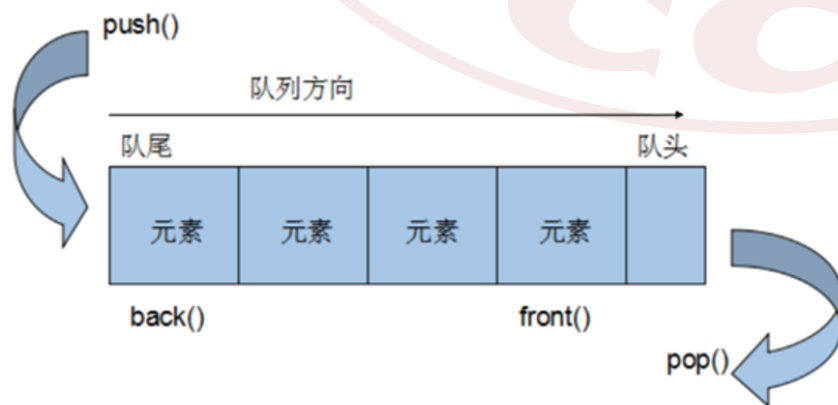 push()
队列方向
队尾 队头
元素 元素 元素 元素
back() front()
pop()